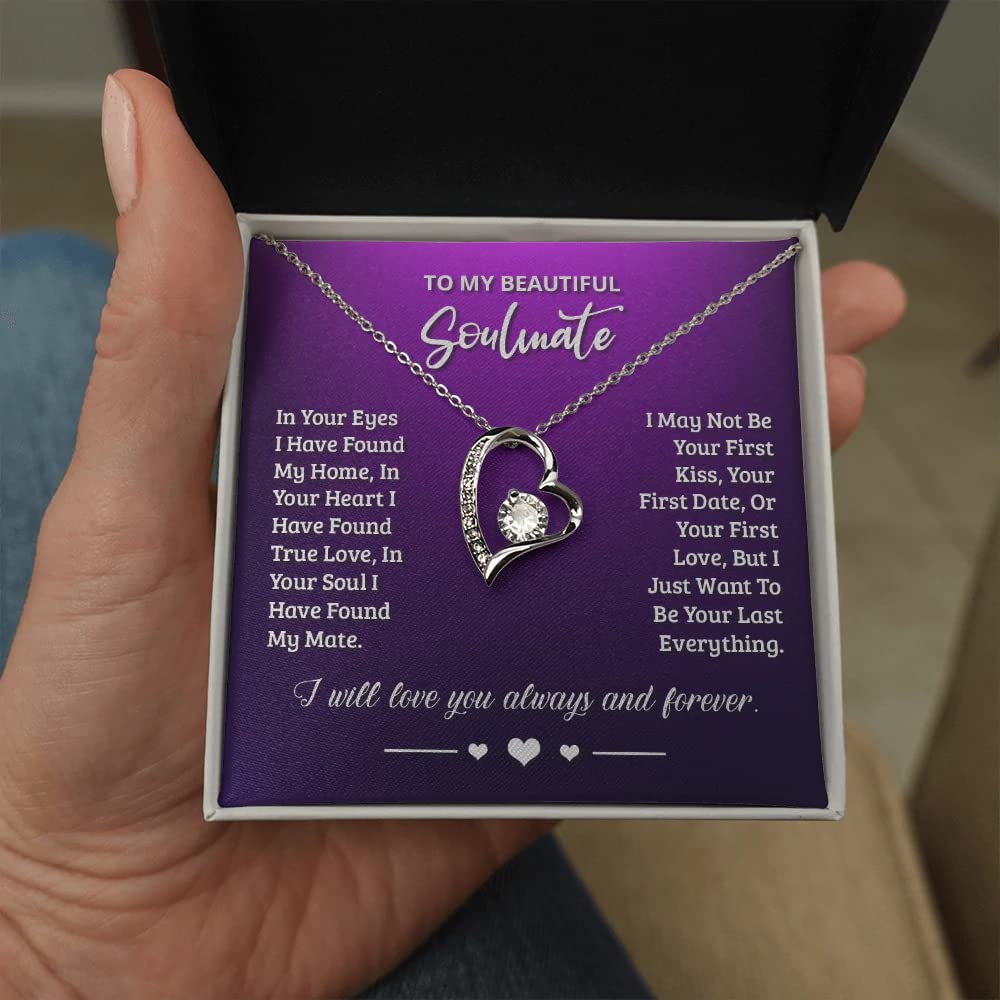 TO MY BEAUTIFUL
Soulmate
In Your Eyes
I Have Found
My Home, In
Your Heart I
Have Found
True Love, In
Your Soul I
Have Found
My Mate.
I May Not Be
Your First
Kiss, Your
First Date, Or
Your First
Love, But I
Just Want To
Be Your Last
Everything.
I will love you always and forever.